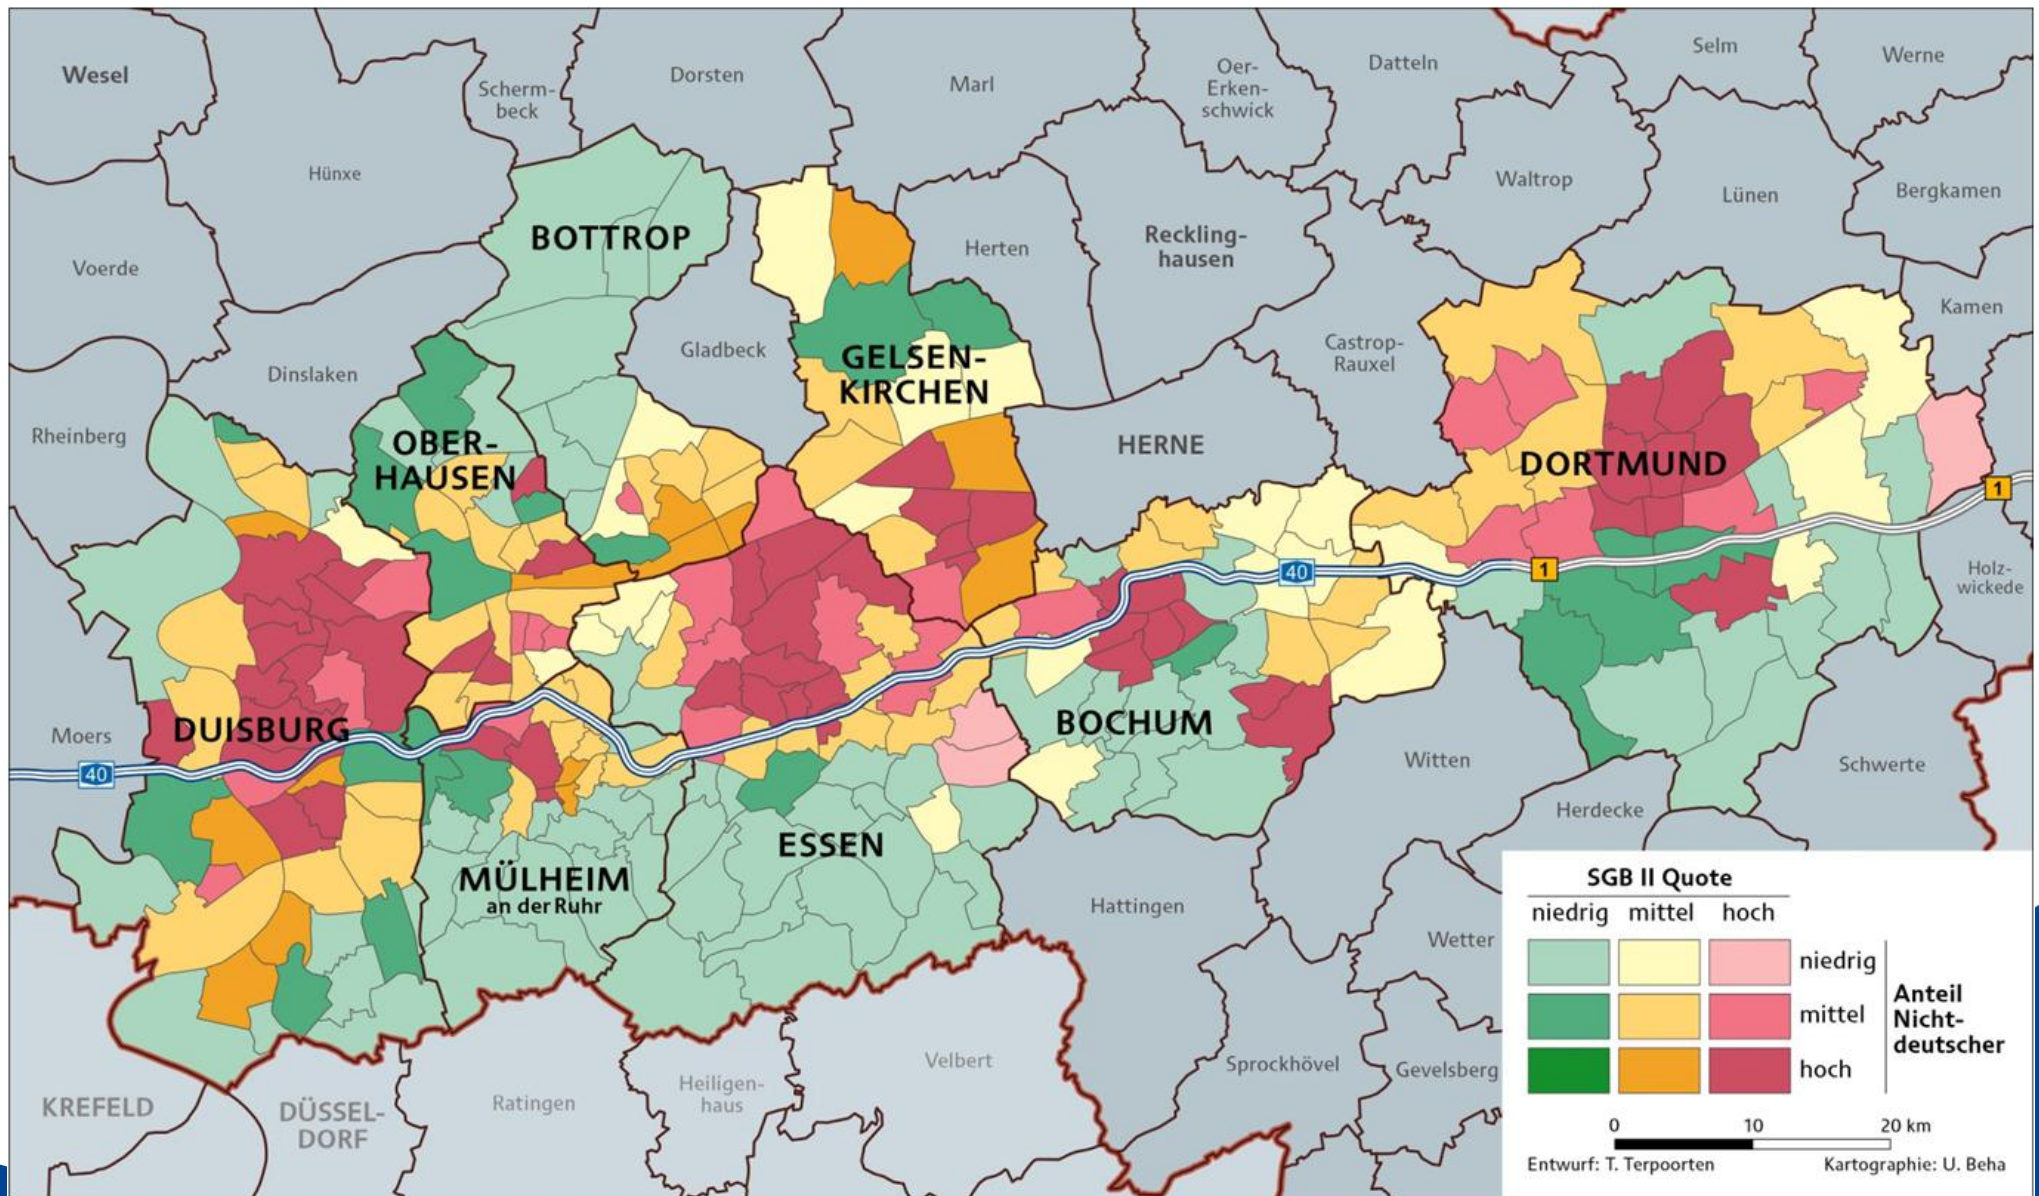 Wesel
Scherm-
beck
Dorsten
Marl
Oer-
Erken-
schwick
Datteln
Selm
Werne
Hünxe
Waltrop
Lünen
Bergkamen
Voerde
BOTTROP
Herten
Reckling-
hausen
Kamen
Dinslaken
Gladbeck
GELSEN-
KIRCHEN
Castrop-
Rauxel
Rheinberg
OBER-
HAUSEN
HERNE
DORTMUND
1
40
1
Holz-
wickede
Moers
DUISBURG
BOCHUM
40
Witten
Schwerte
Herdecke
ESSEN
MÜLHEIM
an der Ruhr
Hattingen
Wetter
Velbert
Sprockhövel
Gevelsberg
KREFELD
DÜSSEL-
DORF
Ratingen
Heiligen-
haus
SGB II Quote
niedrig mittel hoch
niedrig
mittel
hoch
Anteil
Nicht-
deutscher
0 10 20 km
Entwurf: T. Terpoorten Kartographie: U. Beha